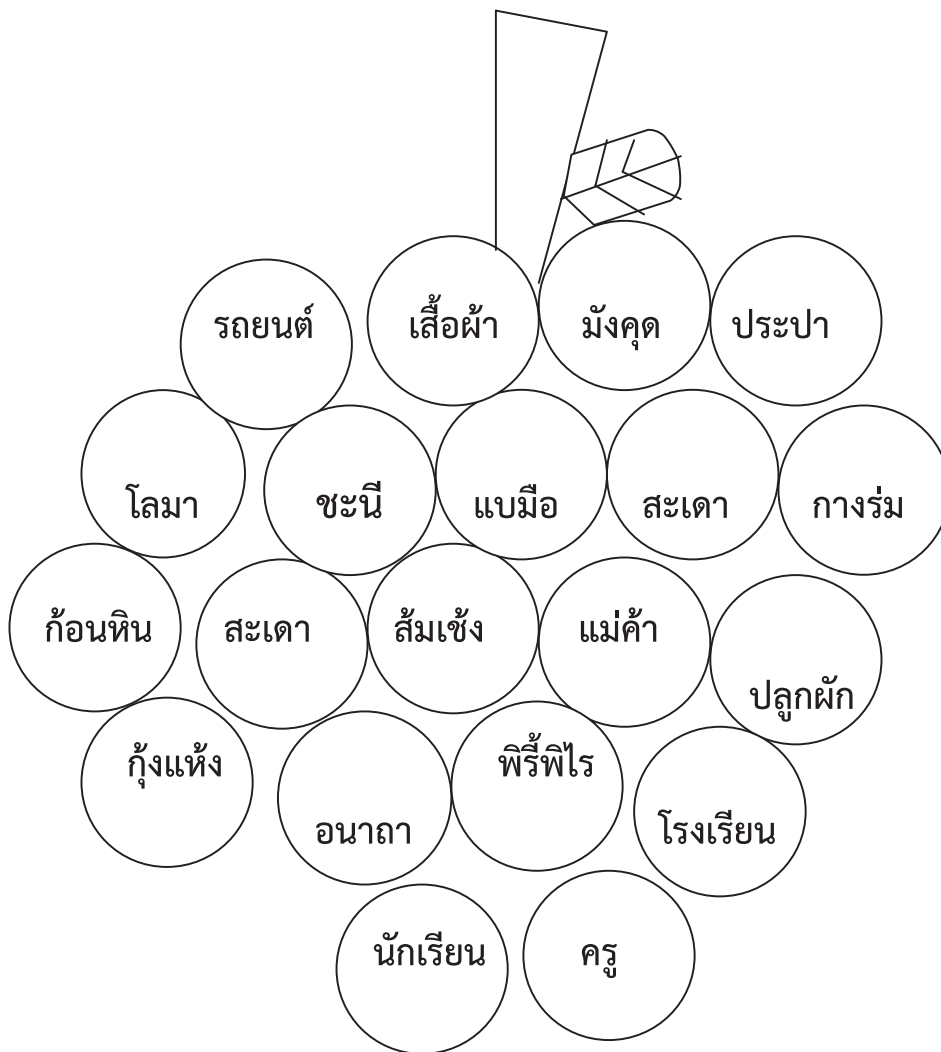 รถยนต์ เสื้อผ้า มังคุด ประปา
โลมา ชะนี แบมือ สะเดา กางร่ม
ก้อนหิน สะเดา ส้มเช้ง แม่ค้า
ปลูกผัก
กุ้งแห้ง พิรี้พิไร
อนาถา โรงเรียน
นักเรียน ครู